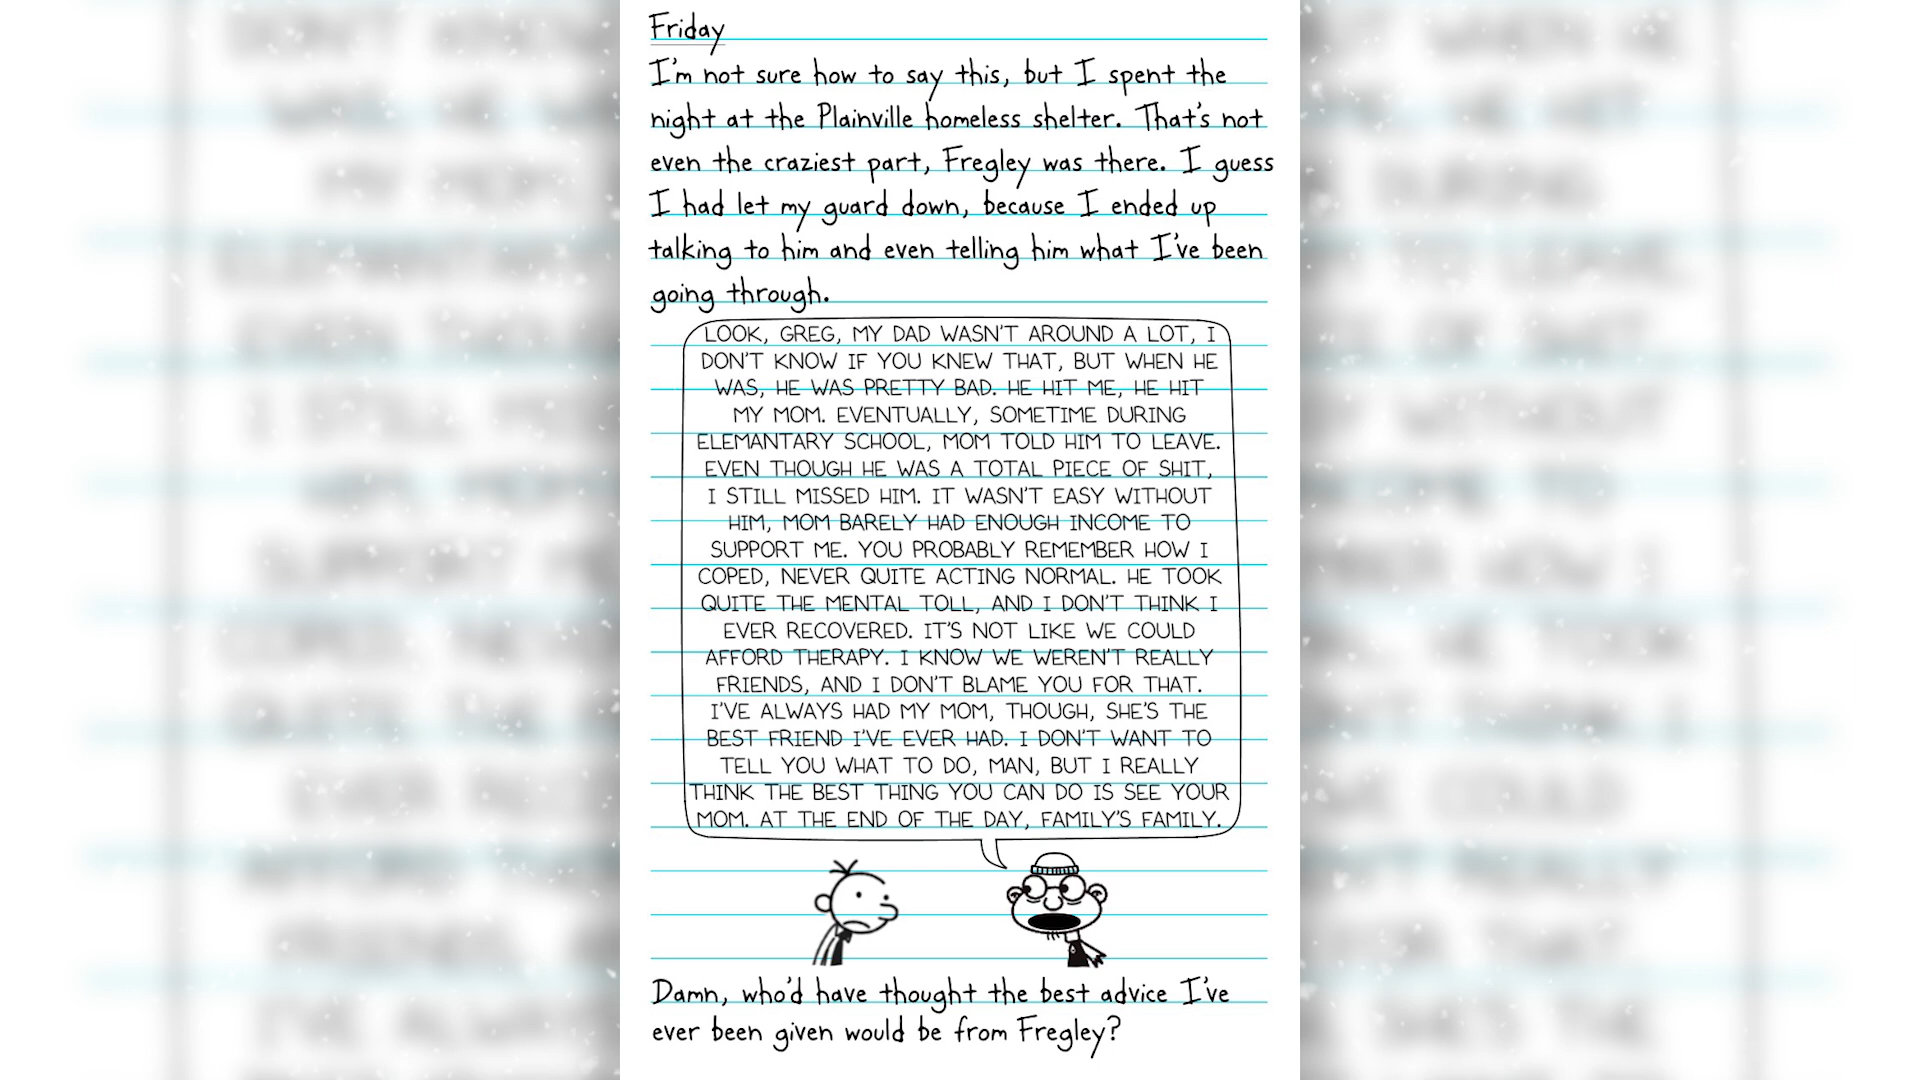 Friday
I'm not sure how to say this, but I spent the
night at the Plainville homeless shelter. That's not
even the craziest part, Fregley was there. I guess
I had let my guard down, because I ended up
talking to him and even telling him what I've been
going through.
LOOK, GREG, MY DAD WASN'T AROUND A LOT, I
DON'T KNOW IF YOU KNEW THAT, BUT WHEN HE
WAS, HE WAS PRETTY BAD. HE HIT ME, HE HIT
MY MOM. EVENTUALLY, SOMETIME DURING
ELEMANTARY SCHOOL, MOM TOLD HIM TO LEAVE.
EVEN THOUGH HE WAS A TOTAL PIECE OF SHIT,
I STILL MISSED HIM. IT WASN'T EASY WITHOUT
HIM, MOM BARELY HAD ENOUGH INCOME TO
SUPPORT ME. YOU PROBABLY REMEMBER HOW I
COPED, NEVER QUITE ACTING NORMAL. HE TOOK
QUITE THE MENTAL TOLL, AND I DON'T THINK I
EVER RECOVERED. IT'S NOT LIKE WE COULD
AFFORD THERAPY. I KNOW WE WEREN'T REALLY
FRIENDS, AND I DON'T BLAME YOU FOR THAT.
I'VE ALWAYS HAD MY MOM, THOUGH, SHE'S THE
BEST FRIEND I'VE EVER HAD. I DON'T WANT TO
TELL YOU WHAT TO DO, MAN, BUT I REALLY
THINK THE BEST THING YOU CAN DO IS SEE YOUR
MOM. AT THE END OF THE DAY, FAMILY'S FAMILY.
Damn, who'd have thought the best advice I've
ever been given would be from Fregley?